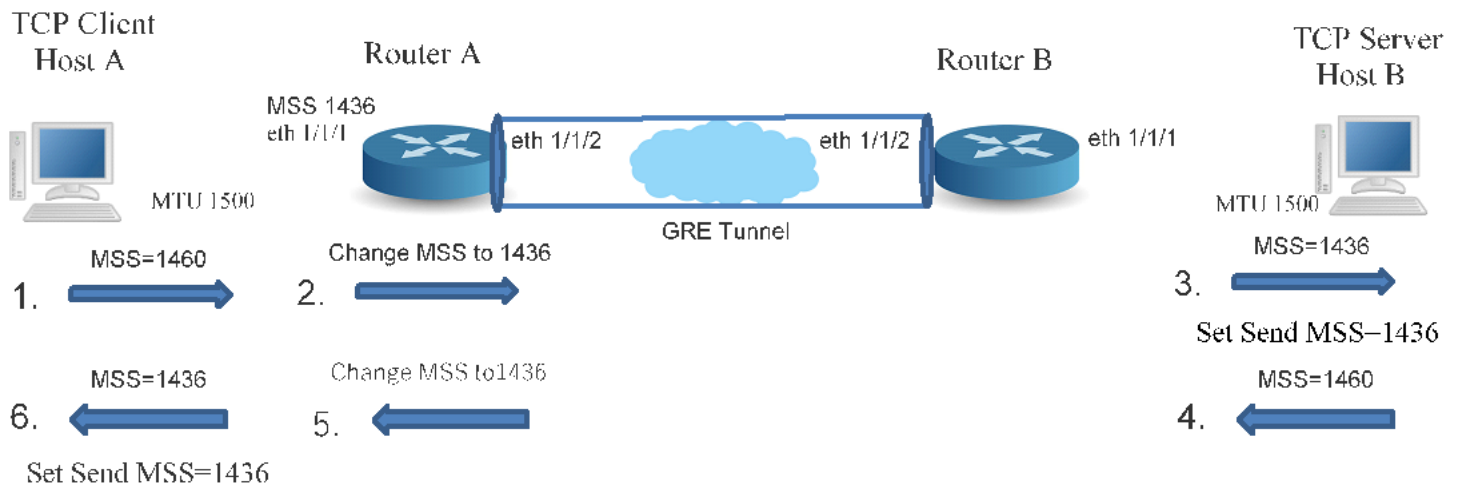 TCP Client
Host A
Router A
Router B
TCP Server
Host B
MSS 1436
eth 1/1/1
eth 1/1/2
eth 1/1/2
eth 1/1/1
MTU 1500
MTU 1500
GRE Tunnel
MSS=1460
Change MSS to 1436
MSS=1436
1.
2.
3.
Set Send MSS–1436
MSS=1436
Change MSS to1436
MSS=1460
6.
5.
4.
Set Send MSS=1436